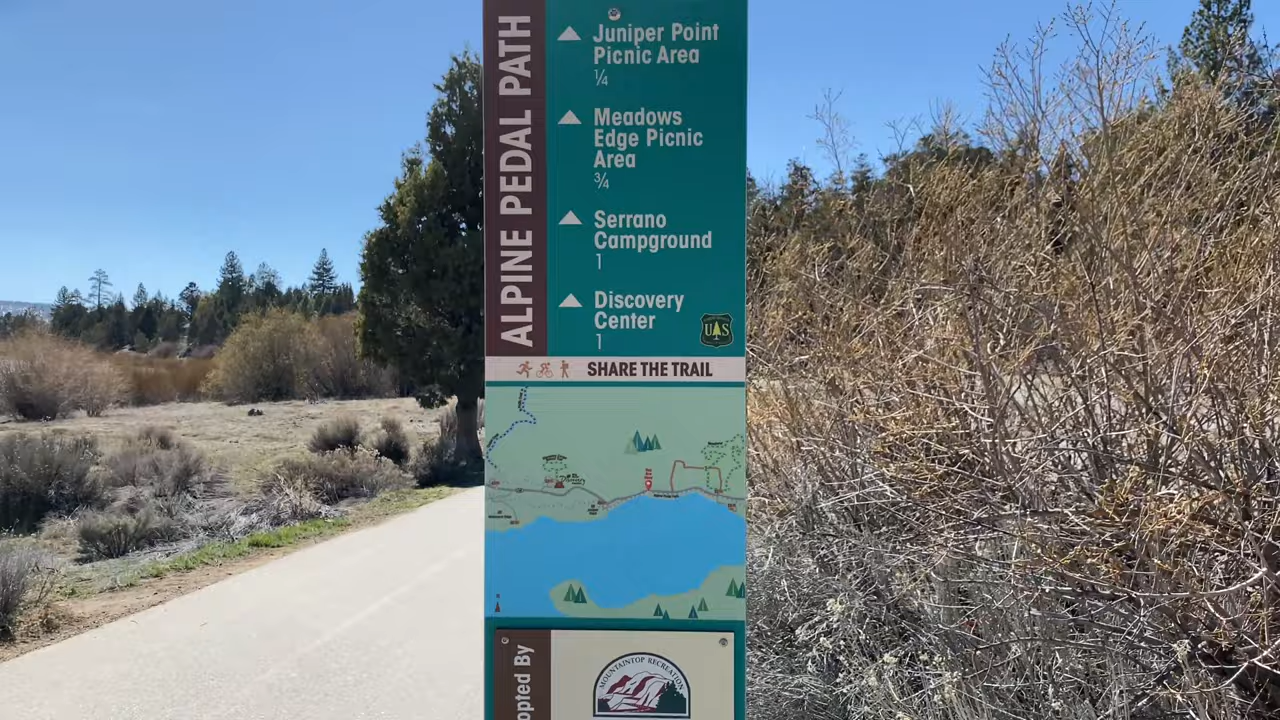 ALPINE PEDAL PATH
Juniper Point
Picnic Area
¼
Meadows
Edge Picnic
Area
¾
Serrano
Campground
1
Discovery
Center
1
US
SHARE THE TRAIL
opted By
MOUNTAINTOP RECREATION